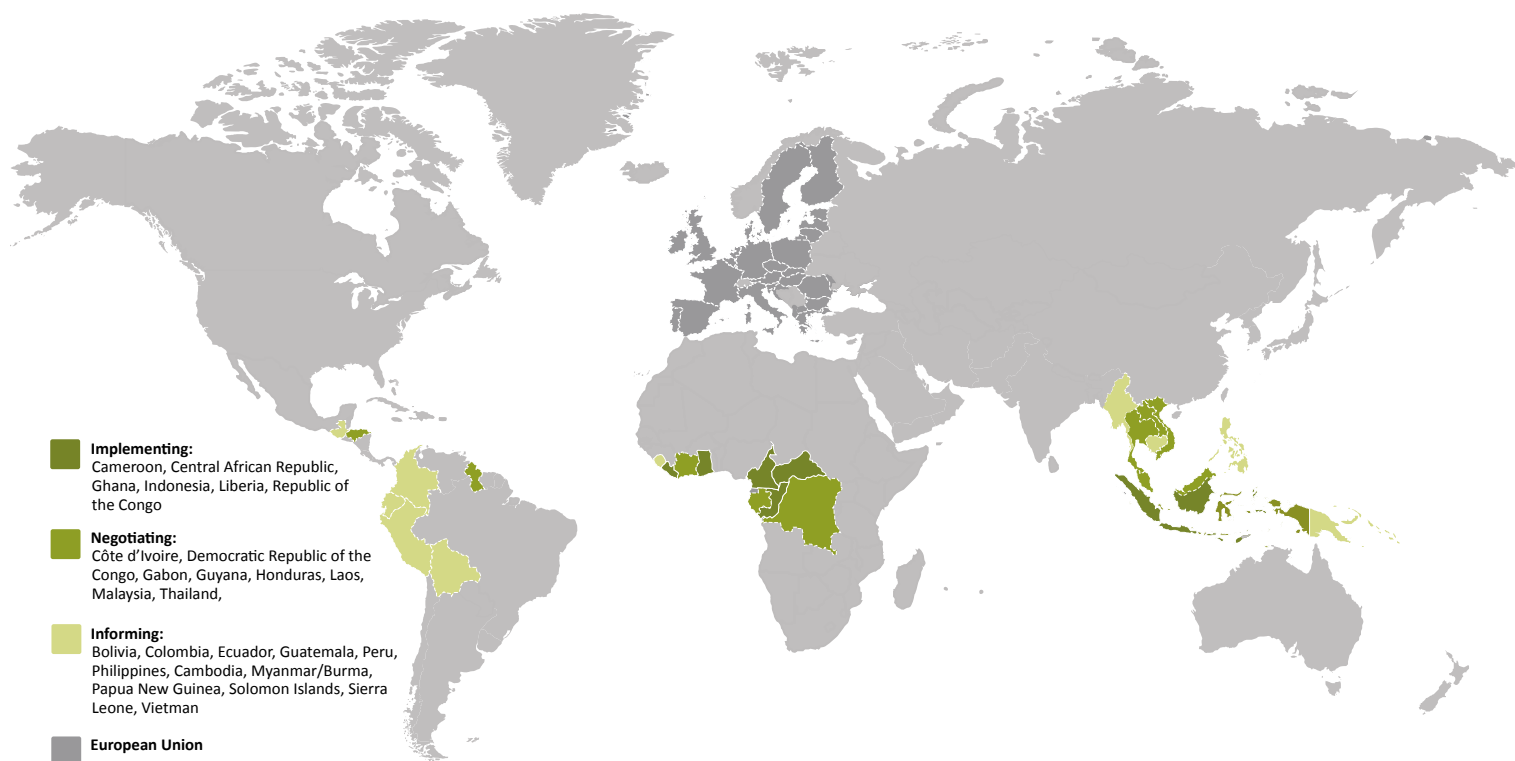 Implementing:
Cameroon, Central African Republic,
Ghana, Indonesia, Liberia, Republic of
the Congo
Negotiating:
Côte d’Ivoire, Democratic Republic of the
Congo, Gabon, Guyana, Honduras, Laos,
Malaysia, Thailand,
Informing:
Bolivia, Colombia, Ecuador, Guatemala, Peru,
Philippines, Cambodia, Myanmar/Burma,
Papua New Guinea, Solomon Islands, Sierra
Leone, Vietman
European Union